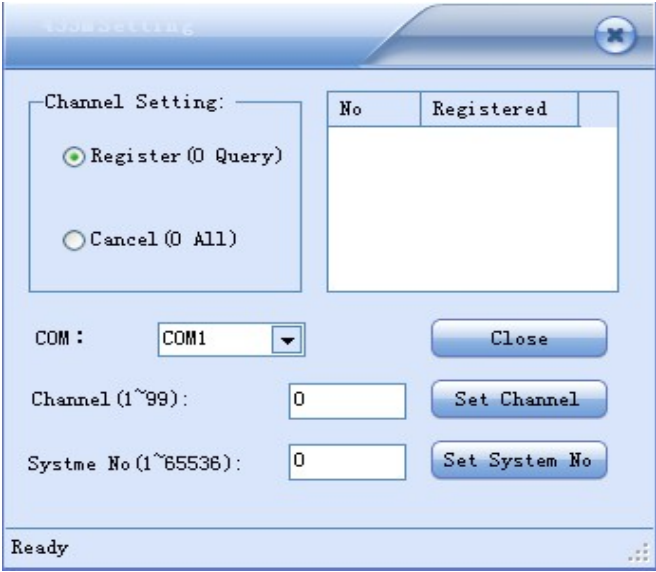 433mSetting
Channel Setting:
Register(0 Query)
Cancel(0 All)
No Registered
COM: COM1 Close
Channel(1~99): 0 Set Channel
Systme No(1~65536): 0 Set System No
Ready